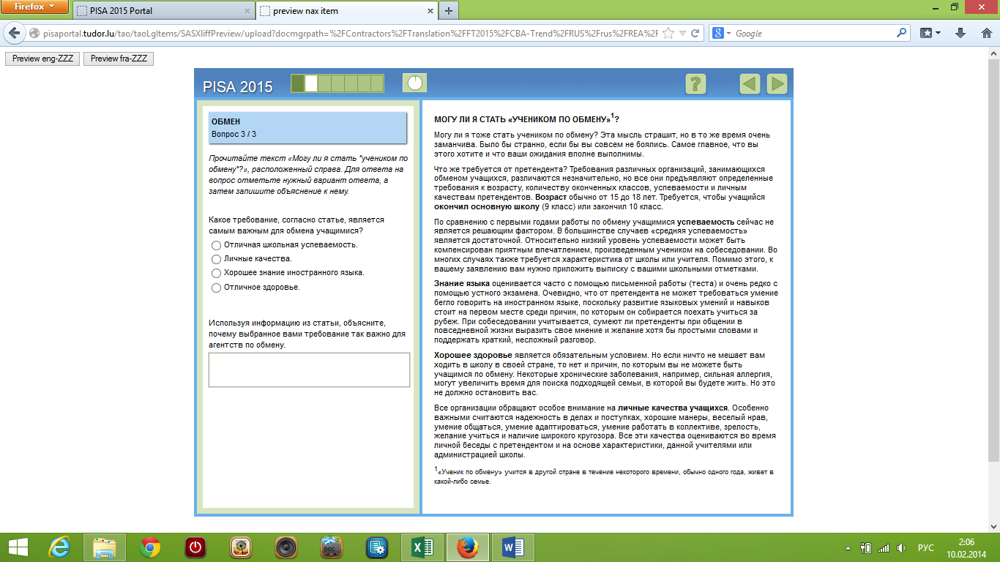 Firefox
PISA 2015 Portal
preview nax item
pisaportal.tudor.lu/tao/taoLgItems/SASXliffPreview/upload?docmgrpath=%2FContractors%2FTranslation%2FFT2015%2FCBA-Trend%2FRUS%2Frus%2FREA%2F
Google
Preview eng-ZZZ
Preview fra-ZZZ
PISA 2015
?
ОБМЕН
Вопрос 3 / 3
Прочитайте текст «Могу ли я стать "учеником по
обмену"?», расположенный справа. Для ответа на
вопрос отметьте нужный вариант ответа, а
затем запишите объяснение к нему.
Какое требование, согласно статье, является
самым важным для обмена учащимися?
Отличная школьная успеваемость.
Личные качества.
Хорошее знание иностранного языка.
Отличное здоровье.
Используя информацию из статьи, объясните,
почему выбранное вами требование так важно для
агентств по обмену.
МОГУ ЛИ Я СТАТЬ «УЧЕНИКОМ ПО ОБМЕНУ»1?
Могу ли я тоже стать учеником по обмену? Эта мысль страшит, но в то же время очень
заманчива. Было бы странно, если бы вы совсем не боялись. Самое главное, что вы
этого хотите и что ваши ожидания вполне выполнимы.
Что же требуется от претендента? Требования различных организаций, занимающихся
обменом учащихся, различаются незначительно, но все они предъявляют определенные
требования к возрасту, количеству оконченных классов, успеваемости и личным
качествам претендентов. Возраст обычно от 15 до 18 лет. Требуется, чтобы учащийся
окончил основную школу (9 класс) или закончил 10 класс.
По сравнению с первыми годами работы по обмену учащимися успеваемость сейчас не
является решающим фактором. В большинстве случаев «средняя успеваемость»
является достаточной. Относительно низкий уровень успеваемости может быть
компенсирован приятным впечатлением, произведенным учеником на собеседовании. Во
многих случаях также требуется характеристика от школы или учителя. Помимо этого, к
вашему заявлению вам нужно приложить выписку с вашими школьными отметками.
Знание языка оценивается часто с помощью письменной работы (теста) и очень редко с
помощью устного экзамена. Очевидно, что от претендента не может требоваться умение
бегло говорить на иностранном языке, поскольку развитие языковых умений и навыков
стоит на первом месте среди причин, по которым он собирается поехать учиться за
рубеж. При собеседовании учитывается, сумеют ли претенденты при общении в
повседневной жизни выразить свое мнение и желание хотя бы простыми словами и
поддержать краткий, несложный разговор.
Хорошее здоровье является обязательным условием. Но если ничто не мешает вам
ходить в школу в своей стране, то нет и причин, по которым вы не можете быть
учащимся по обмену. Некоторые хронические заболевания, например, сильная аллергия,
могут увеличить время для поиска подходящей семьи, в которой вы будете жить. Но это
не должно остановить вас.
Все организации обращают особое внимание на личные качества учащихся. Особенно
важными считаются надежность в делах и поступках, хорошие манеры, веселый нрав,
умение общаться, умение адаптироваться, умение работать в коллективе, зрелость,
желание учиться и наличие широкого кругозора. Все эти качества оцениваются во время
личной беседы с претендентом и на основе характеристики, данной учителями или
администрацией школы.
1«Ученик по обмену» учится в другой стране в течение некоторого времени, обычно одного года, живет в
какой-либо семье.
DOC
РУС
2:06
10.02.2014